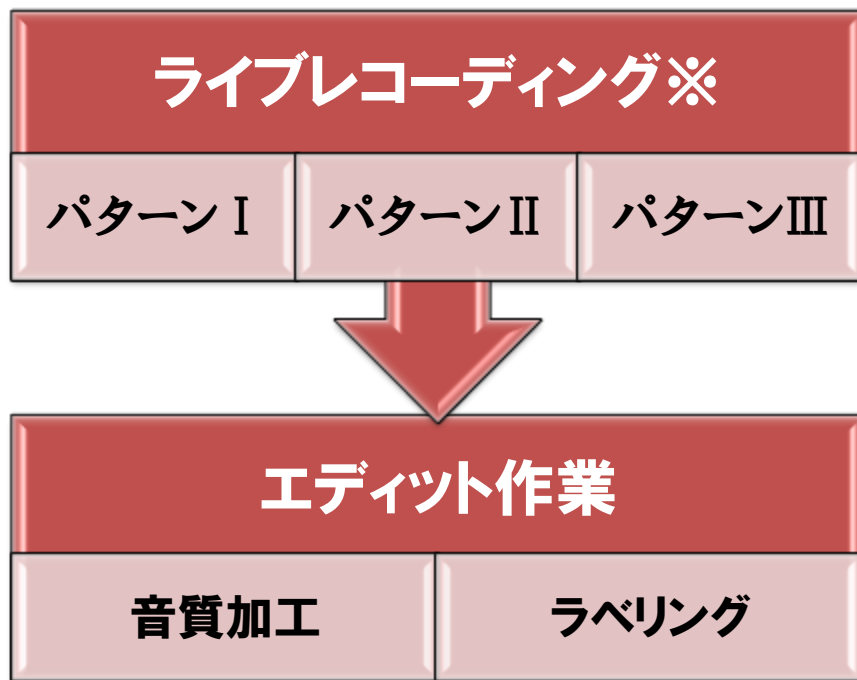 ライブレコーディング※
パターンⅠ
パターンⅡ
パターンⅢ
エディット作業
音質加工
ラベリング